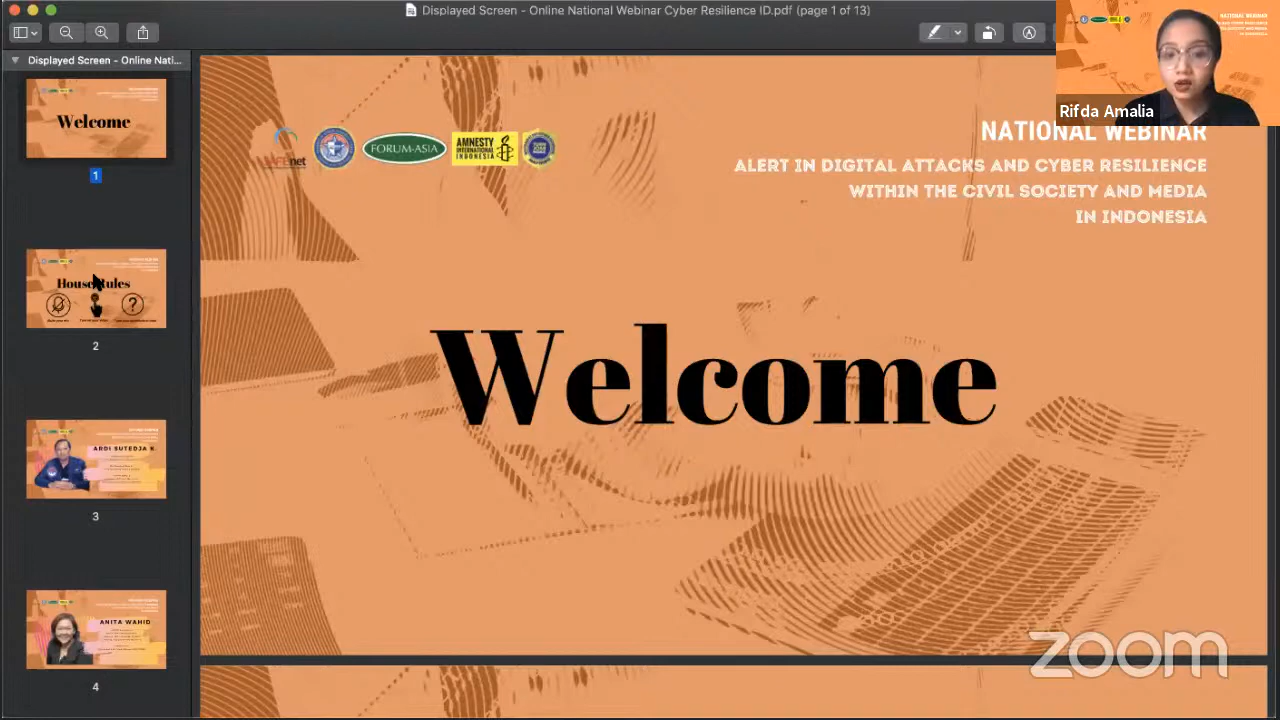 Displayed Screen - Online National Webinar Cyber Resilience ID.pdf (page 1 of 13)
Displayed Screen - Online Nati...
Welcome
1
House Rules
2
ARDI SUTEDJA K.
3
ANITA WAHID
4
SAFEnet
FORUM-ASIA
AMNESTY
INTERNATIONAL
INDONESIA
NATIONAL WEBINAR
ALERT IN DIGITAL ATTACKS AND CYBER RESILIENCE
WITHIN THE CIVIL SOCIETY AND MEDIA
IN INDONESIA
Welcome
Rifda Amalia
zoom